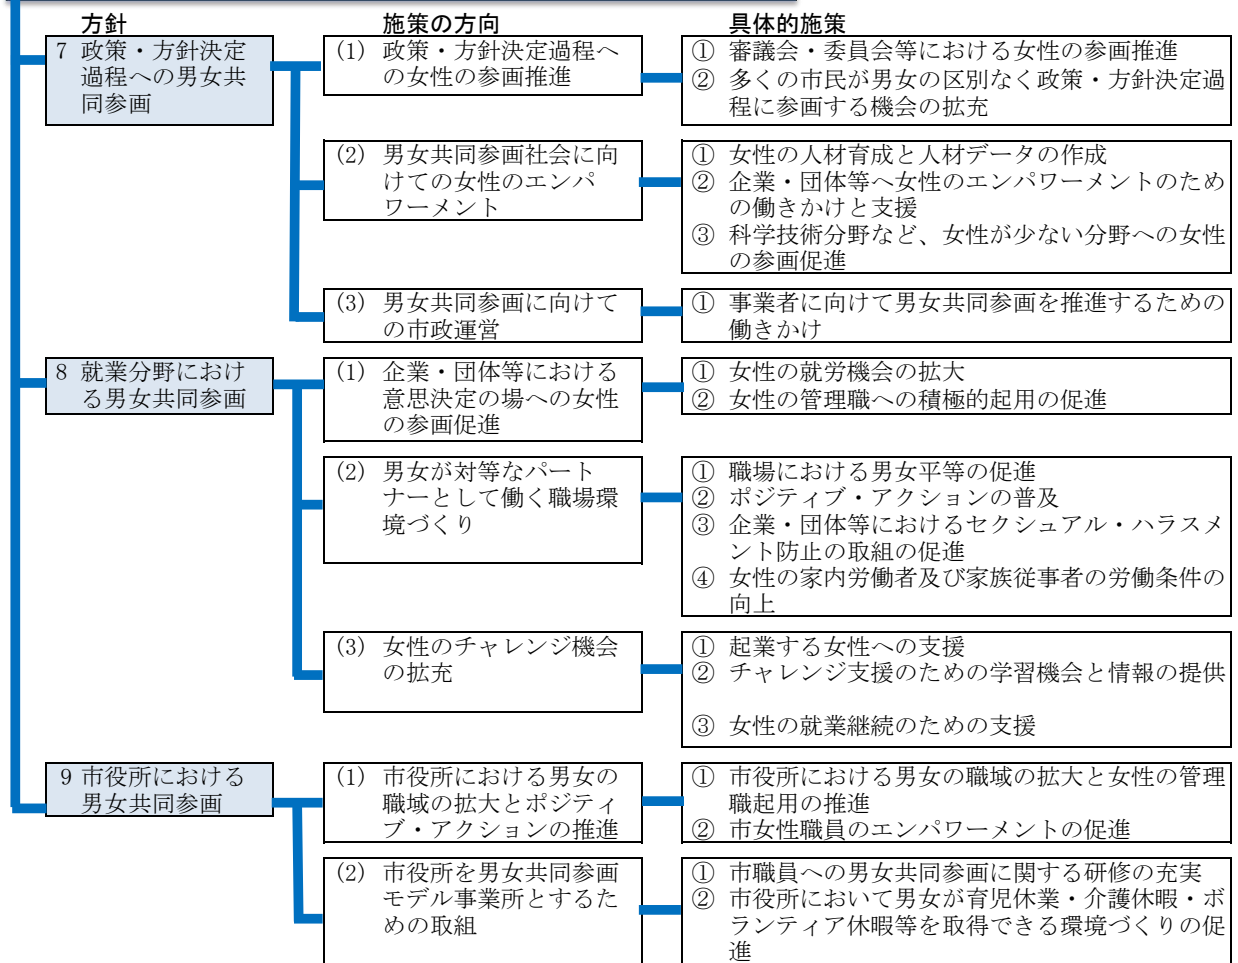 方針
施策の方向
具体的施策
7 政策・方針決定
過程への男女共
同参画
(1) 政策・方針決定過程へ
の女性の参画推進
① 審議会・委員会等における女性の参画推進
② 多くの市民が男女の区別なく政策・方針決定過
程に参画する機会の拡充
(2) 男女共同参画社会に向
けての女性のエンパ
ワーメント
① 女性の人材育成と人材データの作成
② 企業・団体等へ女性のエンパワーメントのため
の働きかけと支援
③ 科学技術分野など、女性が少ない分野への女性
の参画促進
(3) 男女共同参画に向けて
の市政運営
① 事業者に向けて男女共同参画を推進するための
働きかけ
8 就業分野におけ
る男女共同参画
(1) 企業・団体等における
意思決定の場への女性
の参画促進
① 女性の就労機会の拡大
② 女性の管理職への積極的起用の促進
(2) 男女が対等なパート
ナーとして働く職場環
境づくり
① 職場における男女平等の促進
② ポジティブ・アクションの普及
③ 企業・団体等におけるセクシュアル・ハラスメ
ント防止の取組の促進
④ 女性の家内労働者及び家族従事者の労働条件の
向上
(3) 女性のチャレンジ機会
の拡充
① 起業する女性への支援
② チャレンジ支援のための学習機会と情報の提供
③ 女性の就業継続のための支援
9 市役所における
男女共同参画
(1) 市役所における男女の
職域の拡大とポジティ
ブ・アクションの推進
① 市役所における男女の職域の拡大と女性の管理
職起用の推進
② 市女性職員のエンパワーメントの促進
(2) 市役所を男女共同参画
モデル事業所とするた
めの取組
① 市職員への男女共同参画に関する研修の充実
② 市役所において男女が育児休業・介護休暇・ボ
ランティア休暇等を取得できる環境づくりの促
進